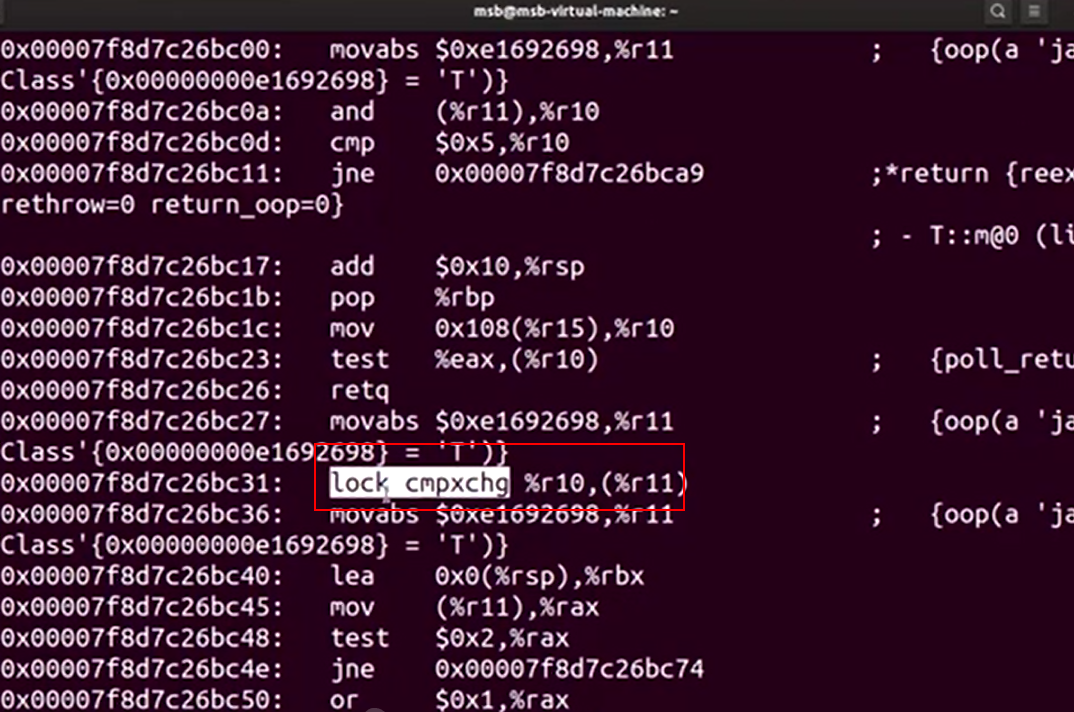 msb@msb-virtual-machine: ~
0x00007f8d7c26bc00: movabs $0xe1692698,%r11 ; {oop(a 'ja
Class'{0x00000000e1692698} = 'T')}
0x00007f8d7c26bc0a: and (%r11),%r10
0x00007f8d7c26bc0d: cmp $0x5,%r10
0x00007f8d7c26bc11: jne 0x00007f8d7c26bca9 ;*return {reex
rethrow=0 return_oop=0}
; - T::m@0 (li
0x00007f8d7c26bc17: add $0x10,%rsp
0x00007f8d7c26bc1b: pop %rbp
0x00007f8d7c26bc1c: mov 0x108(%r15),%r10
0x00007f8d7c26bc23: test %eax,(%r10) ; {poll_retu
0x00007f8d7c26bc26: retq
0x00007f8d7c26bc27: movabs $0xe1692698,%r11 ; {oop(a 'ja
Class'{0x00000000e1692698} = 'T')}
0x00007f8d7c26bc31: lock cmpxchg %r10,(%r11)
0x00007f8d7c26bc36: movabs $0xe1692698,%r11 ; {oop(a 'ja
Class'{0x00000000e1692698} = 'T')}
0x00007f8d7c26bc40: lea 0x0(%rsp),%rbx
0x00007f8d7c26bc45: mov (%r11),%rax
0x00007f8d7c26bc48: test $0x2,%rax
0x00007f8d7c26bc4e: jne 0x00007f8d7c26bc74
0x00007f8d7c26bc50: or $0x1,%rax